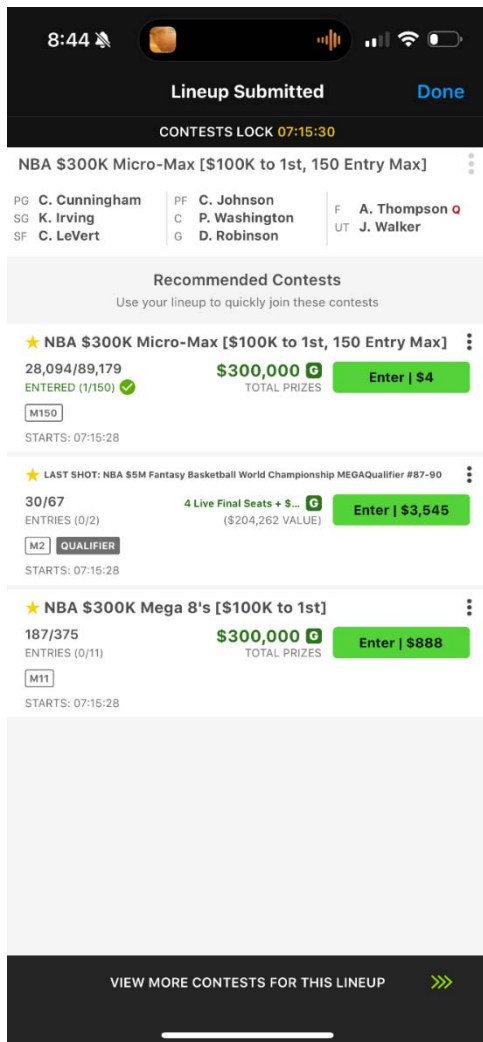 8:44
Lineup Submitted Done
CONTESTS LOCK 07:15:30
NBA $300K Micro-Max [$100K to 1st, 150 Entry Max]
PG C. Cunningham PF C. Johnson F A. Thompson Q
SG K. Irving C P. Washington UT J. Walker
SF C. LeVert G D. Robinson
Recommended Contests
Use your lineup to quickly join these contests
NBA $300K Micro-Max [$100K to 1st, 150 Entry Max]
28,094/89,179 $300,000 G Enter | $4
ENTERED (1/150) TOTAL PRIZES
M150
STARTS: 07:15:28
LAST SHOT: NBA $5M Fantasy Basketball World Championship MEGAQualifier #87-90
30/67 4 Live Final Seats + $... G Enter | $3,545
ENTRIES (0/2) ($204,262 VALUE)
M2 QUALIFIER
STARTS: 07:15:28
NBA $300K Mega 8's [$100K to 1st]
187/375 $300,000 G Enter | $888
ENTRIES (0/11) TOTAL PRIZES
M11
STARTS: 07:15:28
VIEW MORE CONTESTS FOR THIS LINEUP